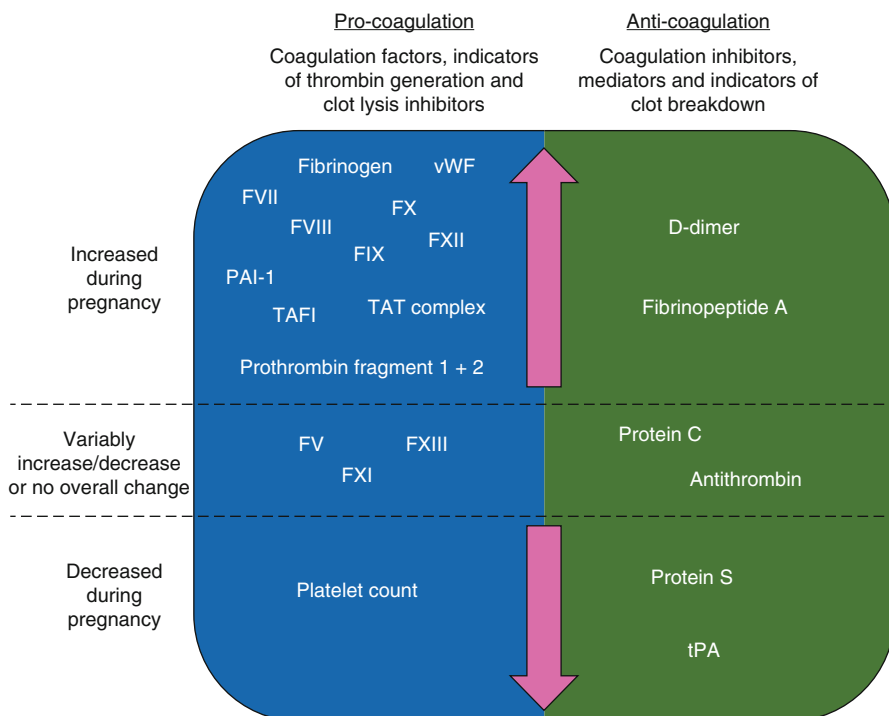 Pro-coagulation
Coagulation factors, indicators
of thrombin generation and
clot lysis inhibitors
Anti-coagulation
Coagulation inhibitors,
mediators and indicators of
clot breakdown
Increased
during
pregnancy
Fibrinogen vWF
FVII
FX
FVIII
FXII
FIX
PAI-1
TAFI
TAT complex
Prothrombin fragment 1 + 2
D-dimer
Fibrinopeptide A
Variably
increase/decrease
or no overall change
FV FXIII
FXI
Protein C
Antithrombin
Decreased
during
pregnancy
Platelet count
Protein S
tPA